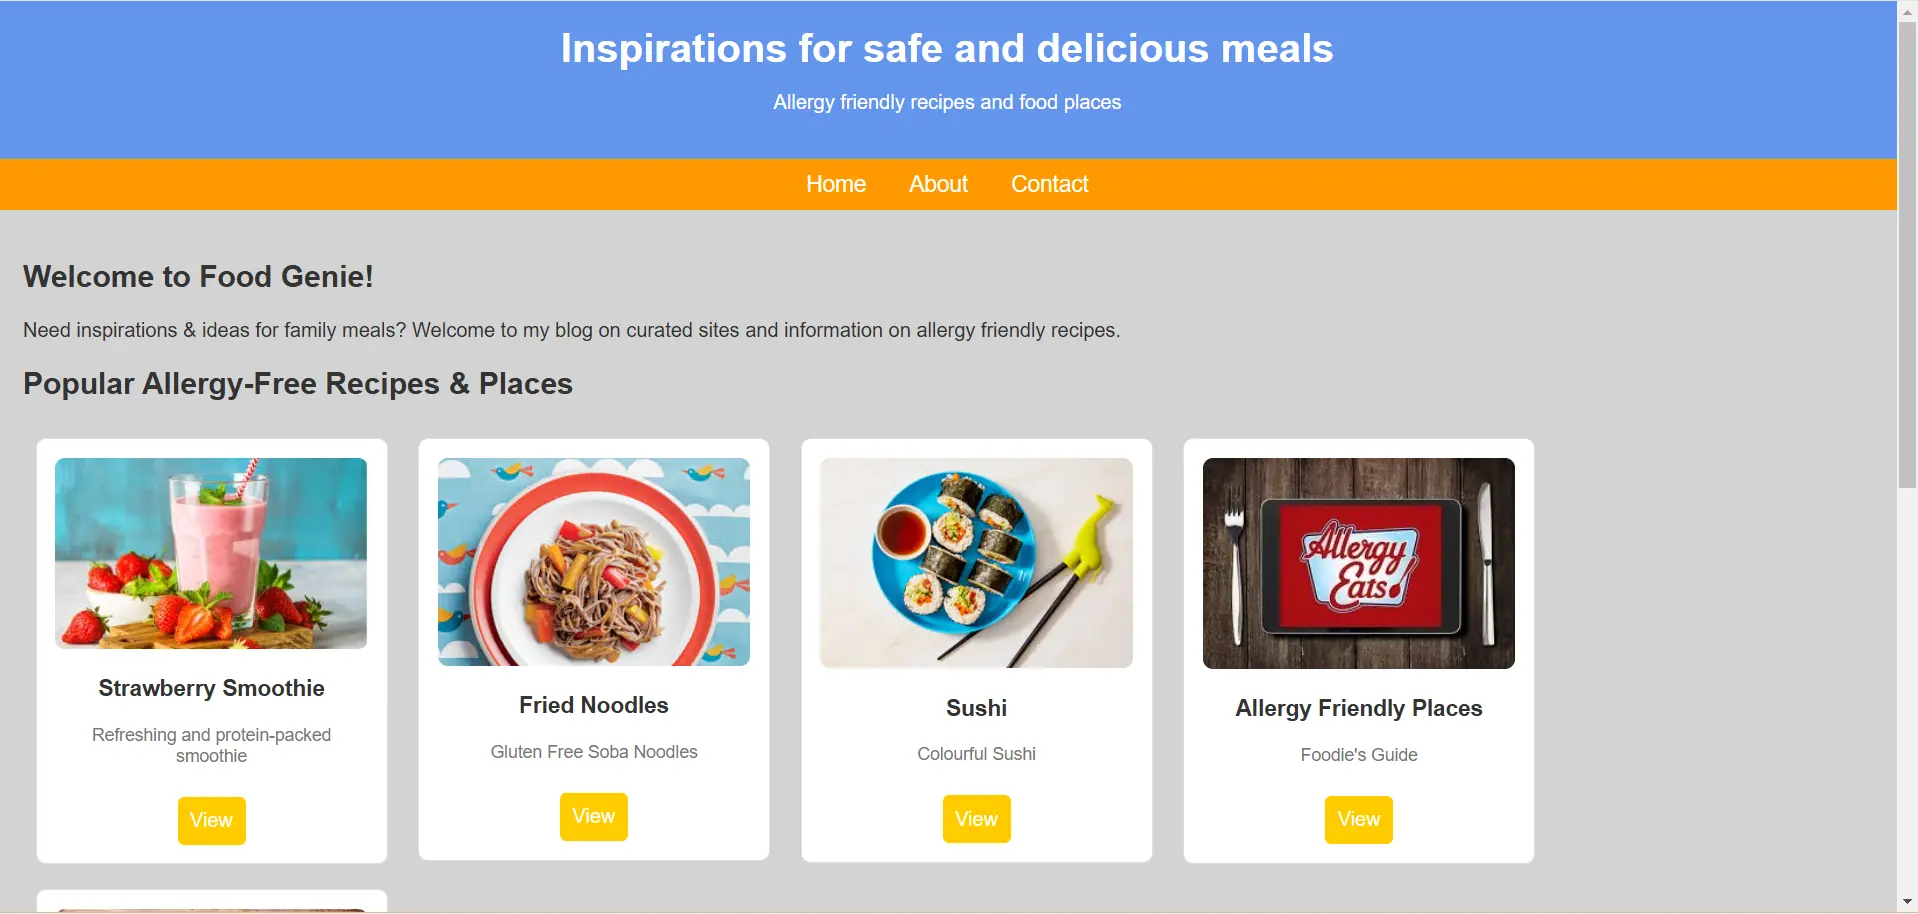 Inspirations for safe and delicious meals
Allergy friendly recipes and food places
Home About Contact
Welcome to Food Genie!
Need inspirations & ideas for family meals? Welcome to my blog on curated sites and information on allergy friendly recipes.
Popular Allergy-Free Recipes & Places
Strawberry Smoothie
Refreshing and protein-packed
smoothie
View
Fried Noodles
Gluten Free Soba Noodles
View
Sushi
Colourful Sushi
View
Allergy
Eats
Allergy Friendly Places
Foodie's Guide
View